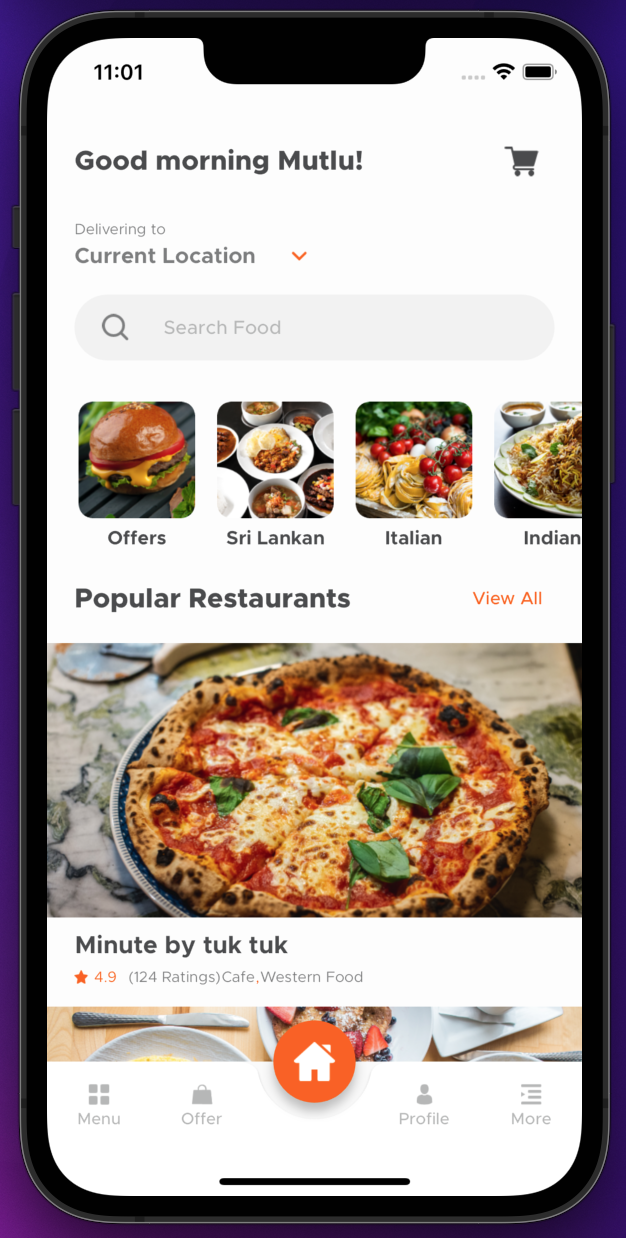 11:01
Good morning Mutlu!
Delivering to
Current Location
Search Food
Offers
Sri Lankan
Italian
Indian
Popular Restaurants
View All
Minute by tuk tuk
4.9 (124 Ratings)Cafe,Western Food
Menu
Offer
Profile
More